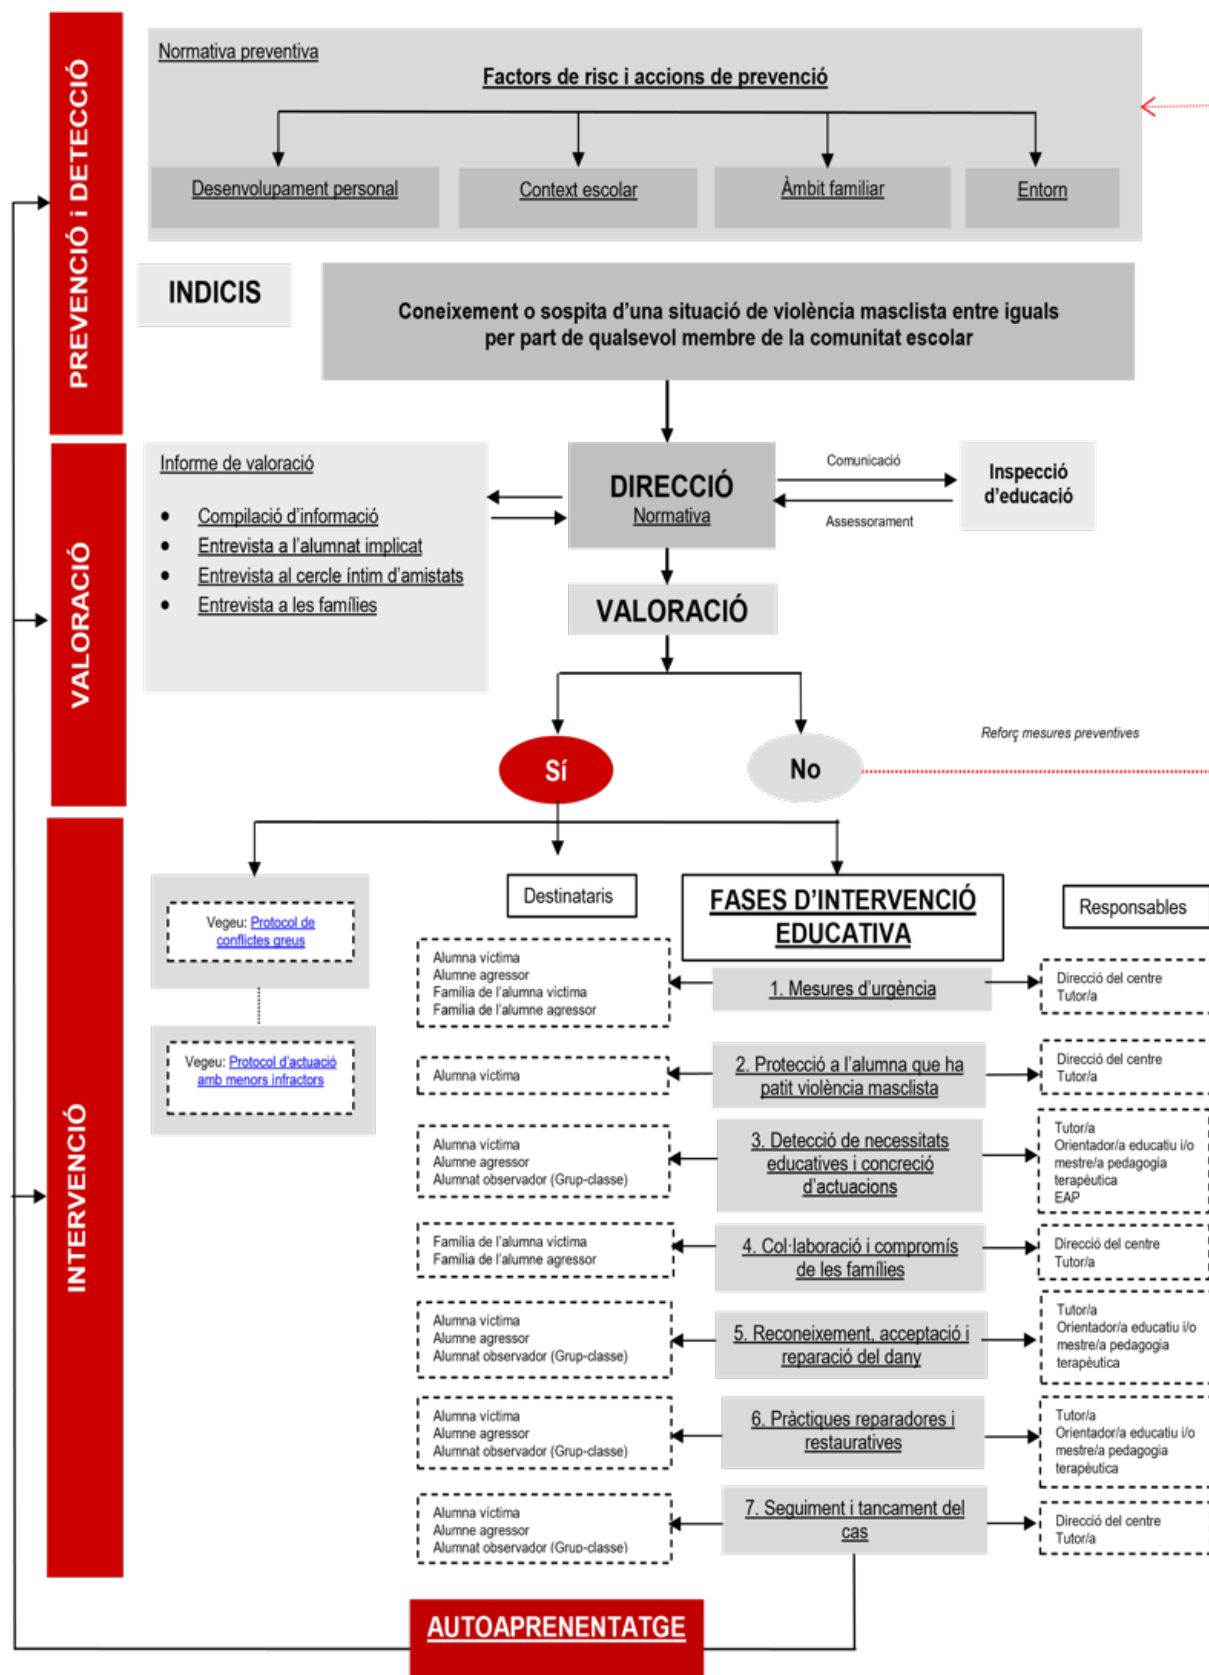 PREVENCIÓ i DETECCIÓ
Normativa preventiva
Factors de risc i accions de prevenció
Desenvolupament personal
Context escolar
Àmbit familiar
Entorn
INDICIS
Coneixement o sospita d'una situació de violència masclista entre iguals
per part de qualsevol membre de la comunitat escolar
VALORACIÓ
Informe de valoració
• Compilació d'informació
• Entrevista a l'alumnat implicat
• Entrevista al cercle íntim d'amistats
• Entrevista a les famílies
DIRECCIÓ
Normativa
Comunicació
Assessorament
Inspecció
d'educació
VALORACIÓ
Sí
No
Reforç mesures preventives
INTERVENCIÓ
Vegeu: Protocol de
conflictes greus
Vegeu: Protocol d'actuació
amb menors infractors
Destinataris
FASES D'INTERVENCIÓ
EDUCATIVA
Responsables
Alumna víctima
Alumne agressor
Família de l'alumna víctima
Família de l'alumne agressor
1. Mesures d'urgència
Direcció del centre
Tutor/a
Alumna víctima
2. Protecció a l'alumna que ha
patit violència masclista
Direcció del centre
Tutor/a
Alumna víctima
Alumne agressor
Alumnat observador (Grup-classe)
3. Detecció de necessitats
educatives i concreció
d'actuacions
Tutor/a
Orientador/a educatiu i/o
mestre/a pedagogia
terapèutica
EAP
Família de l'alumna víctima
Família de l'alumne agressor
4. Col·laboració i compromís
de les famílies
Direcció del centre
Tutor/a
Alumna víctima
Alumne agressor
Alumnat observador (Grup-classe)
5. Reconeixement, acceptació i
reparació del dany
Tutor/a
Orientador/a educatiu i/o
mestre/a pedagogia
terapèutica
Alumna víctima
Alumne agressor
Alumnat observador (Grup-classe)
6. Pràctiques reparadores i
restauratives
Tutor/a
Orientador/a educatiu i/o
mestre/a pedagogia
terapèutica
Alumna víctima
Alumne agressor
Alumnat observador (Grup-classe)
7. Seguiment i tancament del
cas
Direcció del centre
Tutor/a
AUTOAPRENENTATGE